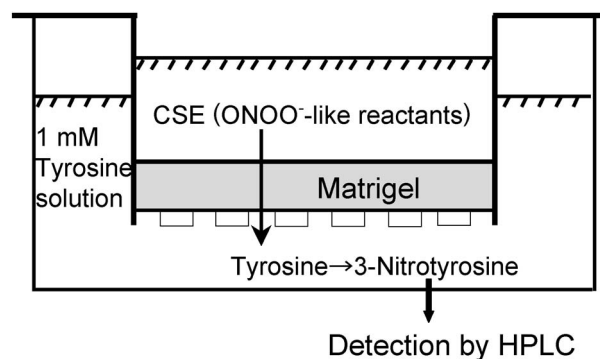 CSE (ONOO⁻-like reactants)
1 mM
Tyrosine
solution
Matrigel
Tyrosine→3-Nitrotyrosine
Detection by HPLC